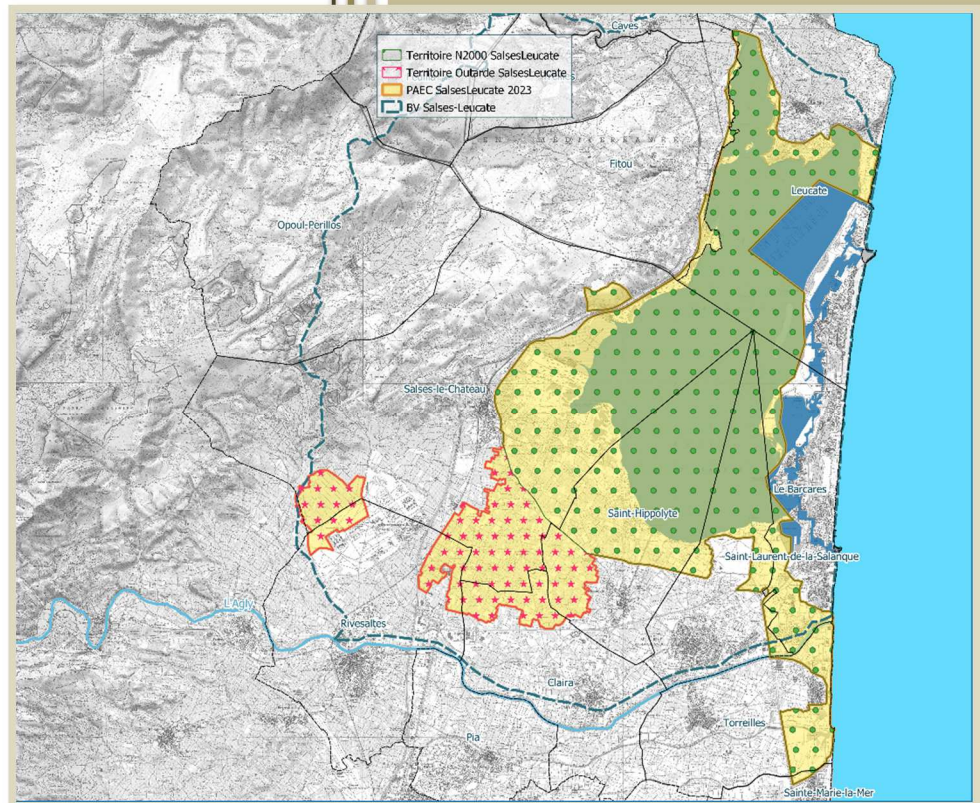 Caves
Territoire N2000 SalsesLeucate
Territoire Outarde SalsesLeucate
PAEC SalsesLeucate 2023
BV Salses-Leucate
Fitou
Leucate
Opoul-Périllos
Salses-le-Chateau
Le Barcares
Saint-Hippolyte
Saint-Laurent-de-la-Salanque
L'Agly
Rivesaltes
Claira
Torreilles
Pia
Sainte-Marie-la-Mer